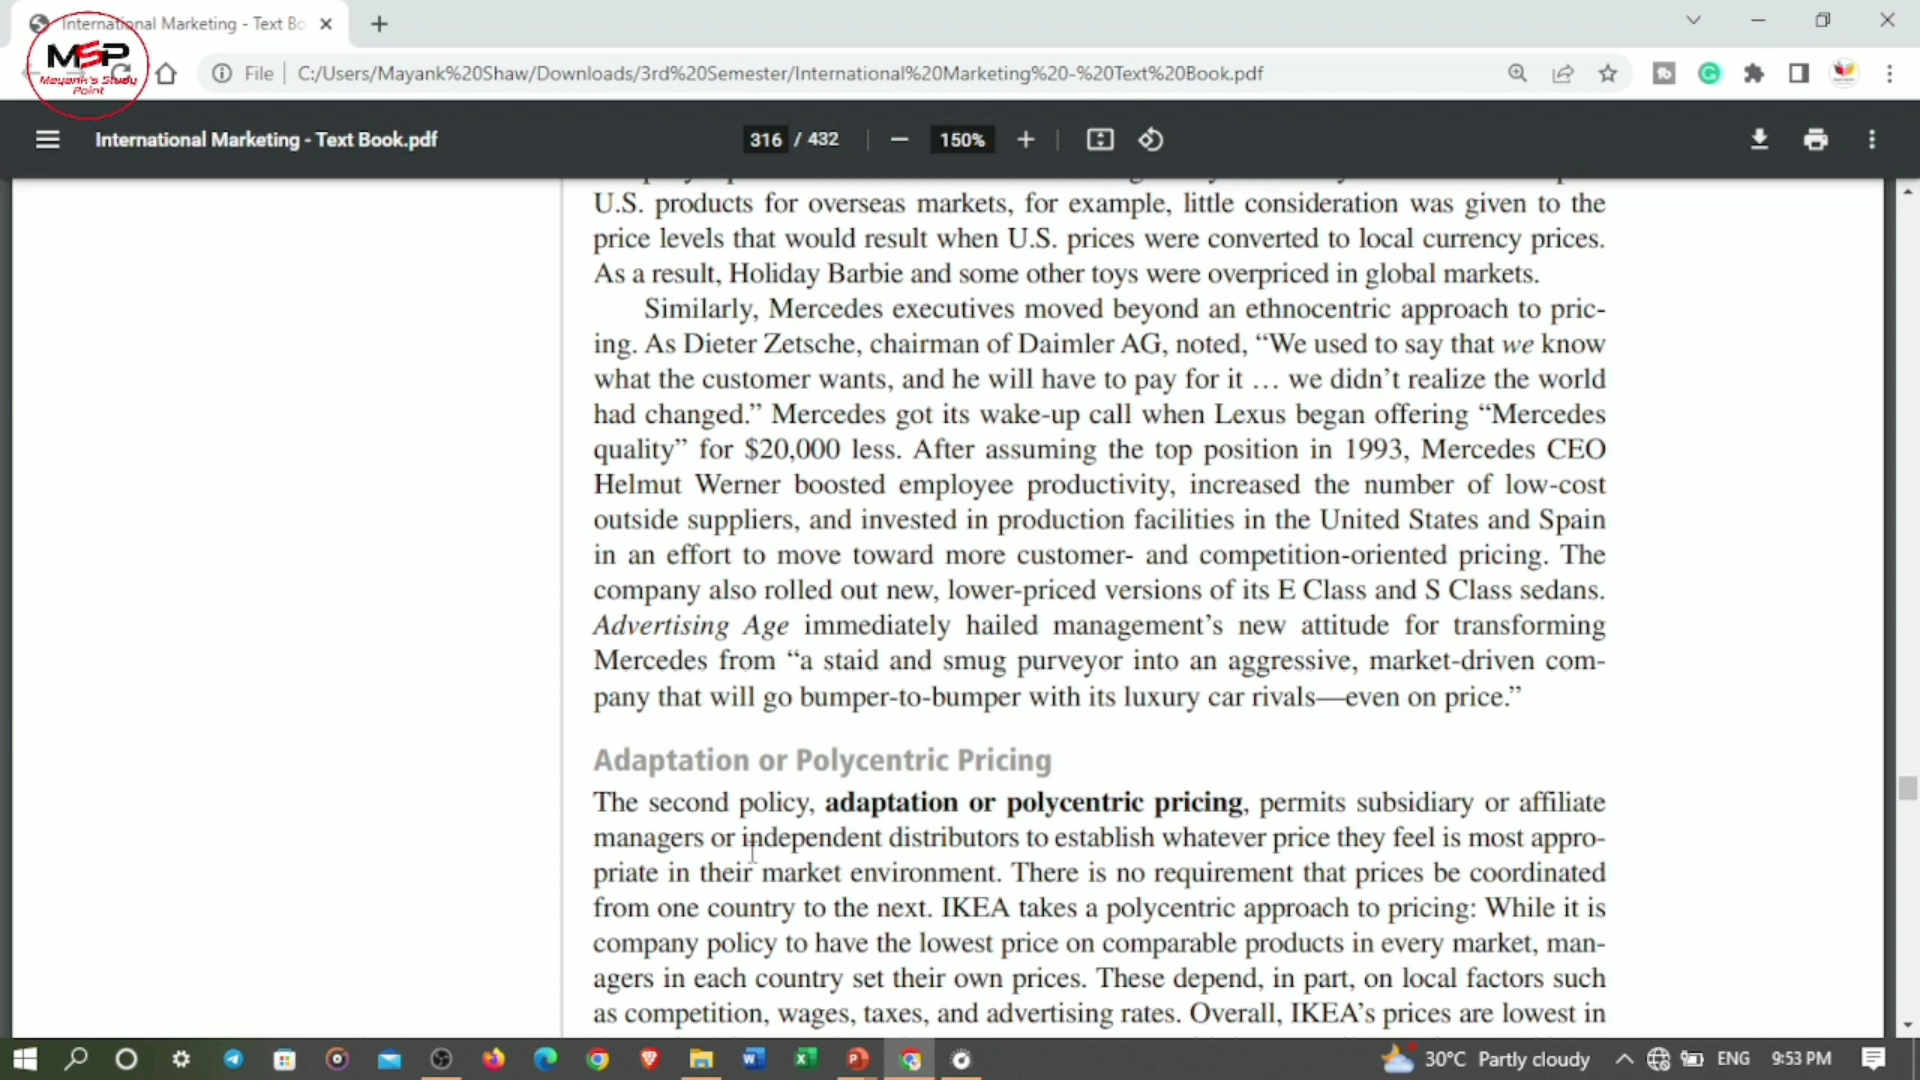 International Marketing - Text Bo
MSP
Mayank's Study
Point
File
C:/Users/Mayank%20Shaw/Downloads/3rd%20Semester/International%20Marketing%20-%20Text%20Book.pdf
International Marketing - Text Book.pdf
316 / 432
150%
U.S. products for overseas markets, for example, little consideration was given to the
price levels that would result when U.S. prices were converted to local currency prices.
As a result, Holiday Barbie and some other toys were overpriced in global markets.
Similarly, Mercedes executives moved beyond an ethnocentric approach to pric-
ing. As Dieter Zetsche, chairman of Daimler AG, noted, “We used to say that we know
what the customer wants, and he will have to pay for it … we didn’t realize the world
had changed.” Mercedes got its wake-up call when Lexus began offering “Mercedes
quality” for $20,000 less. After assuming the top position in 1993, Mercedes CEO
Helmut Werner boosted employee productivity, increased the number of low-cost
outside suppliers, and invested in production facilities in the United States and Spain
in an effort to move toward more customer- and competition-oriented pricing. The
company also rolled out new, lower-priced versions of its E Class and S Class sedans.
Advertising Age immediately hailed management’s new attitude for transforming
Mercedes from “a staid and smug purveyor into an aggressive, market-driven com-
pany that will go bumper-to-bumper with its luxury car rivals—even on price.”
Adaptation or Polycentric Pricing
The second policy, adaptation or polycentric pricing, permits subsidiary or affiliate
managers or independent distributors to establish whatever price they feel is most appro-
priate in their market environment. There is no requirement that prices be coordinated
from one country to the next. IKEA takes a polycentric approach to pricing: While it is
company policy to have the lowest price on comparable products in every market, man-
agers in each country set their own prices. These depend, in part, on local factors such
as competition, wages, taxes, and advertising rates. Overall, IKEA’s prices are lowest in
30°C Partly cloudy
ENG
9:53 PM